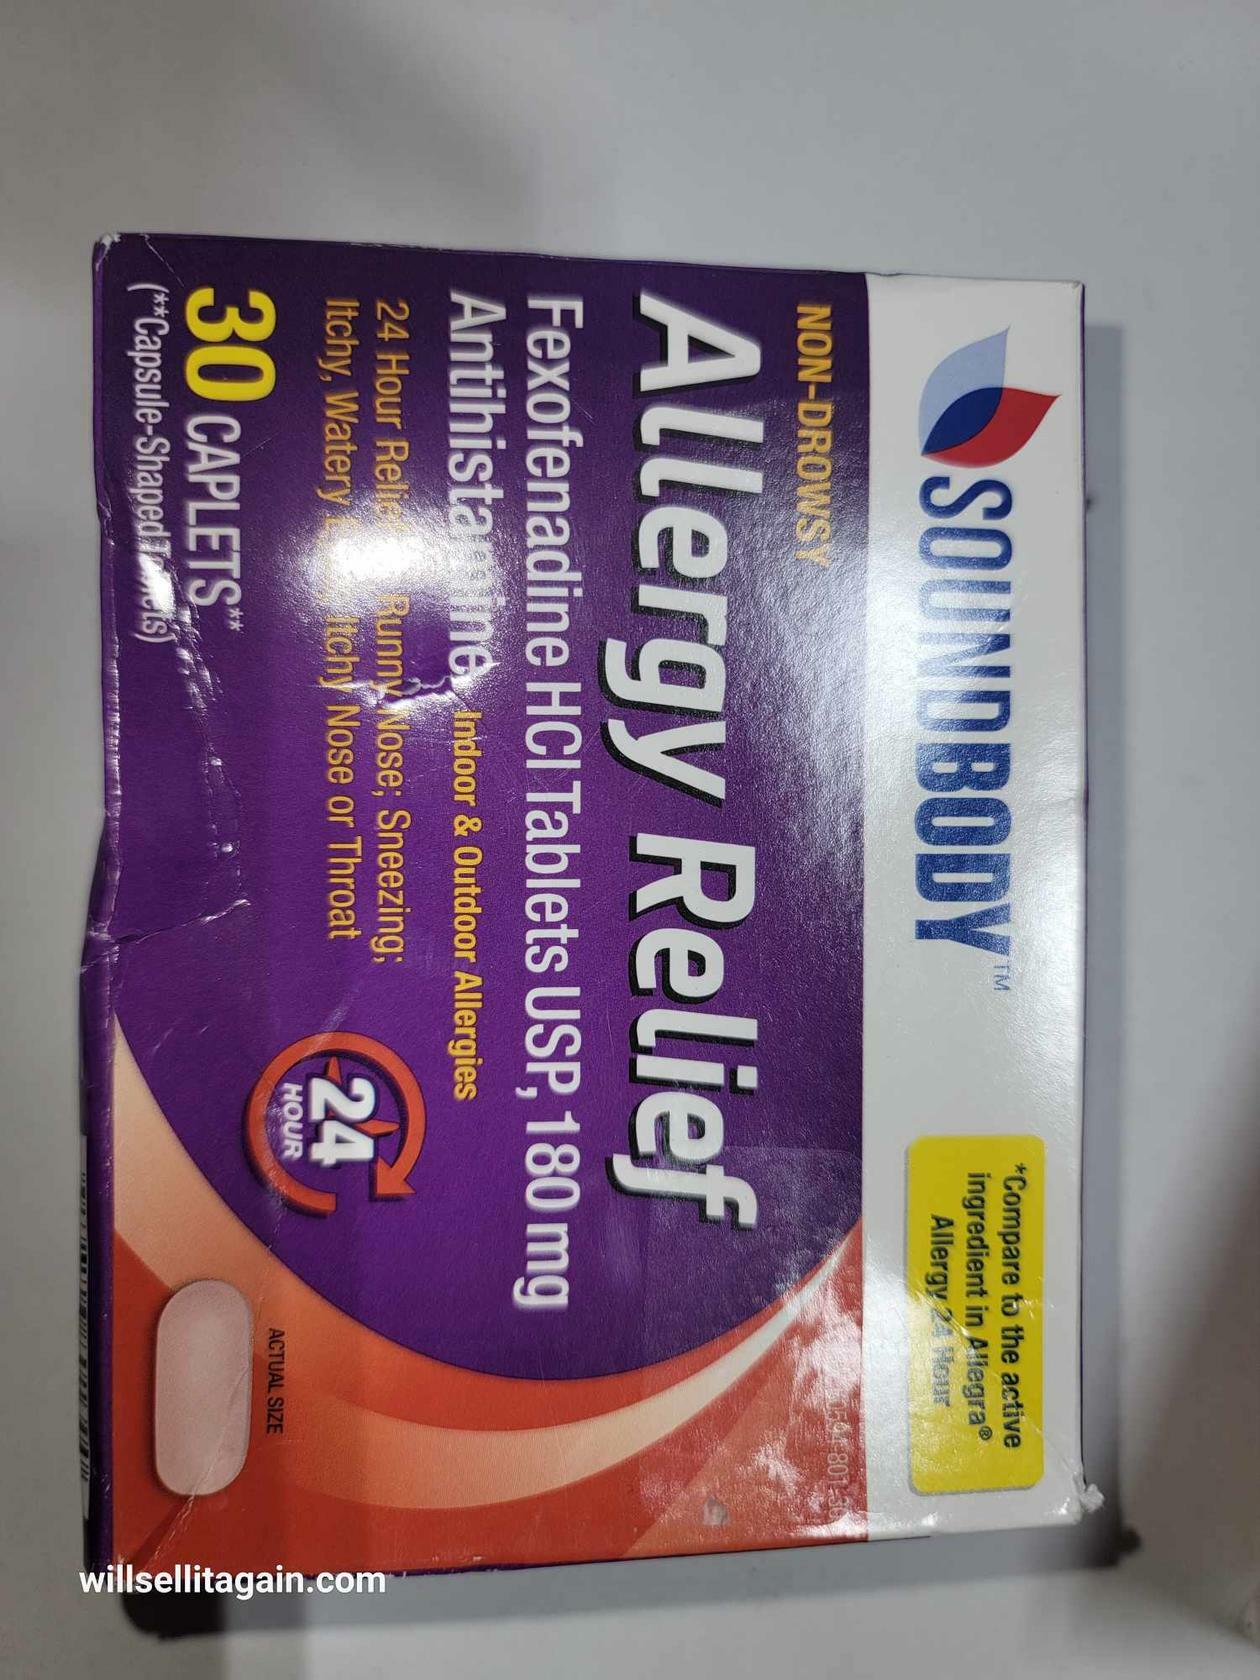 SOUNDBODY™
*Compare to the active
ingredient in Allegra®
Allergy 24 Hour
NON-DROWSY
Allergy Relief
Fexofenadine HCl Tablets USP, 180 mg
Antihistamine Indoor & Outdoor Allergies
24 Hour Relief Runny Nose; Sneezing;
Itchy, Watery Itchy Nose or Throat
24
HOUR
30 CAPLETS**
(**Capsule-Shaped Tablets)
ACTUAL SIZE
willsellitagain.com